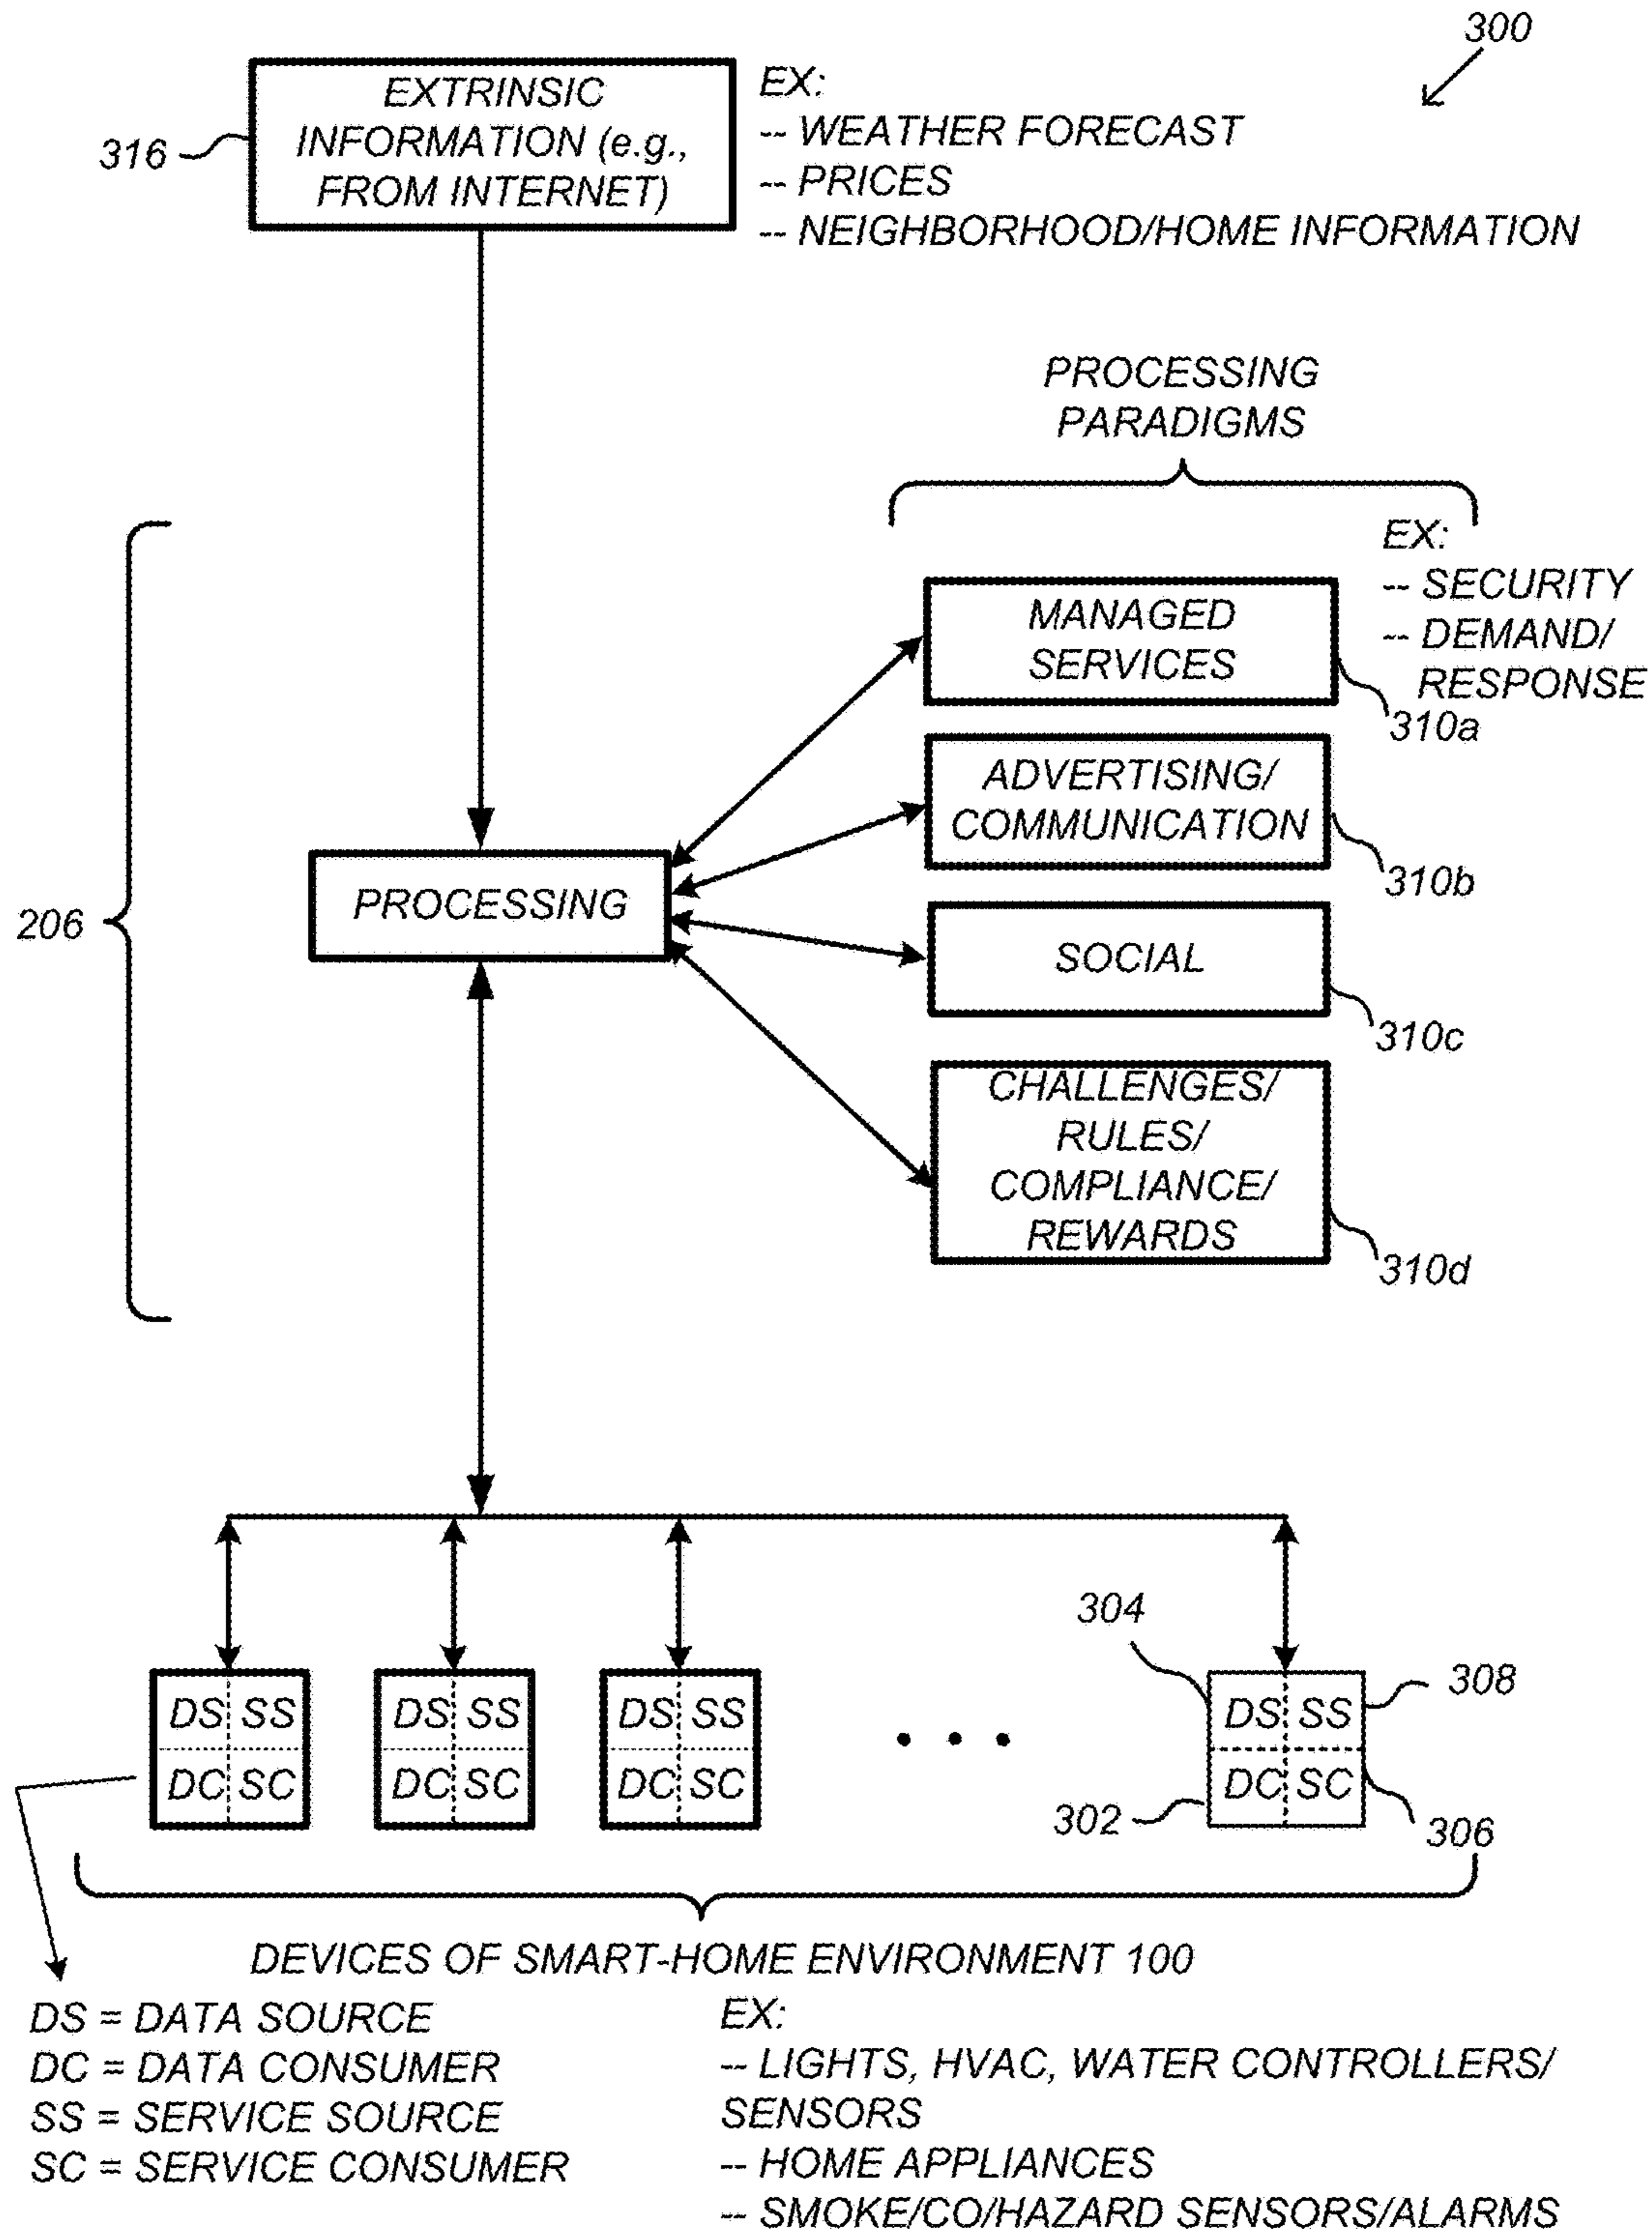 300
EXTRINSIC
INFORMATION (e.g.,
FROM INTERNET)
316
EX:
-- WEATHER FORECAST
-- PRICES
-- NEIGHBORHOOD/HOME INFORMATION
PROCESSING
PARADIGMS
EX:
-- SECURITY
-- DEMAND/
RESPONSE
MANAGED
SERVICES
310a
ADVERTISING/
COMMUNICATION
310b
206
PROCESSING
SOCIAL
310c
CHALLENGES/
RULES/
COMPLIANCE/
REWARDS
310d
304
308
DS SS
DC SC
DS SS
DC SC
DS SS
DC SC
. . .
DS SS
DC SC
302
306
DEVICES OF SMART-HOME ENVIRONMENT 100
DS = DATA SOURCE
DC = DATA CONSUMER
SS = SERVICE SOURCE
SC = SERVICE CONSUMER
EX:
-- LIGHTS, HVAC, WATER CONTROLLERS/
SENSORS
-- HOME APPLIANCES
-- SMOKE/CO/HAZARD SENSORS/ALARMS